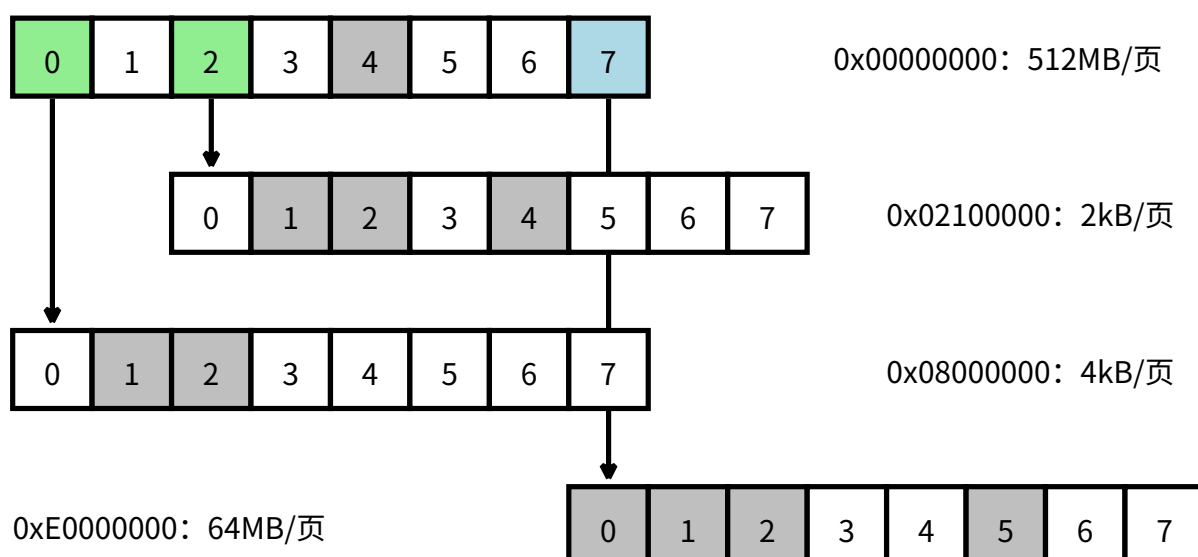 0 1 2 3 4 5 6 7 0x00000000：512MB/页
0 1 2 3 4 5 6 7 0x02100000：2kB/页
0 1 2 3 4 5 6 7 0x08000000：4kB/页
0xE0000000：64MB/页 0 1 2 3 4 5 6 7